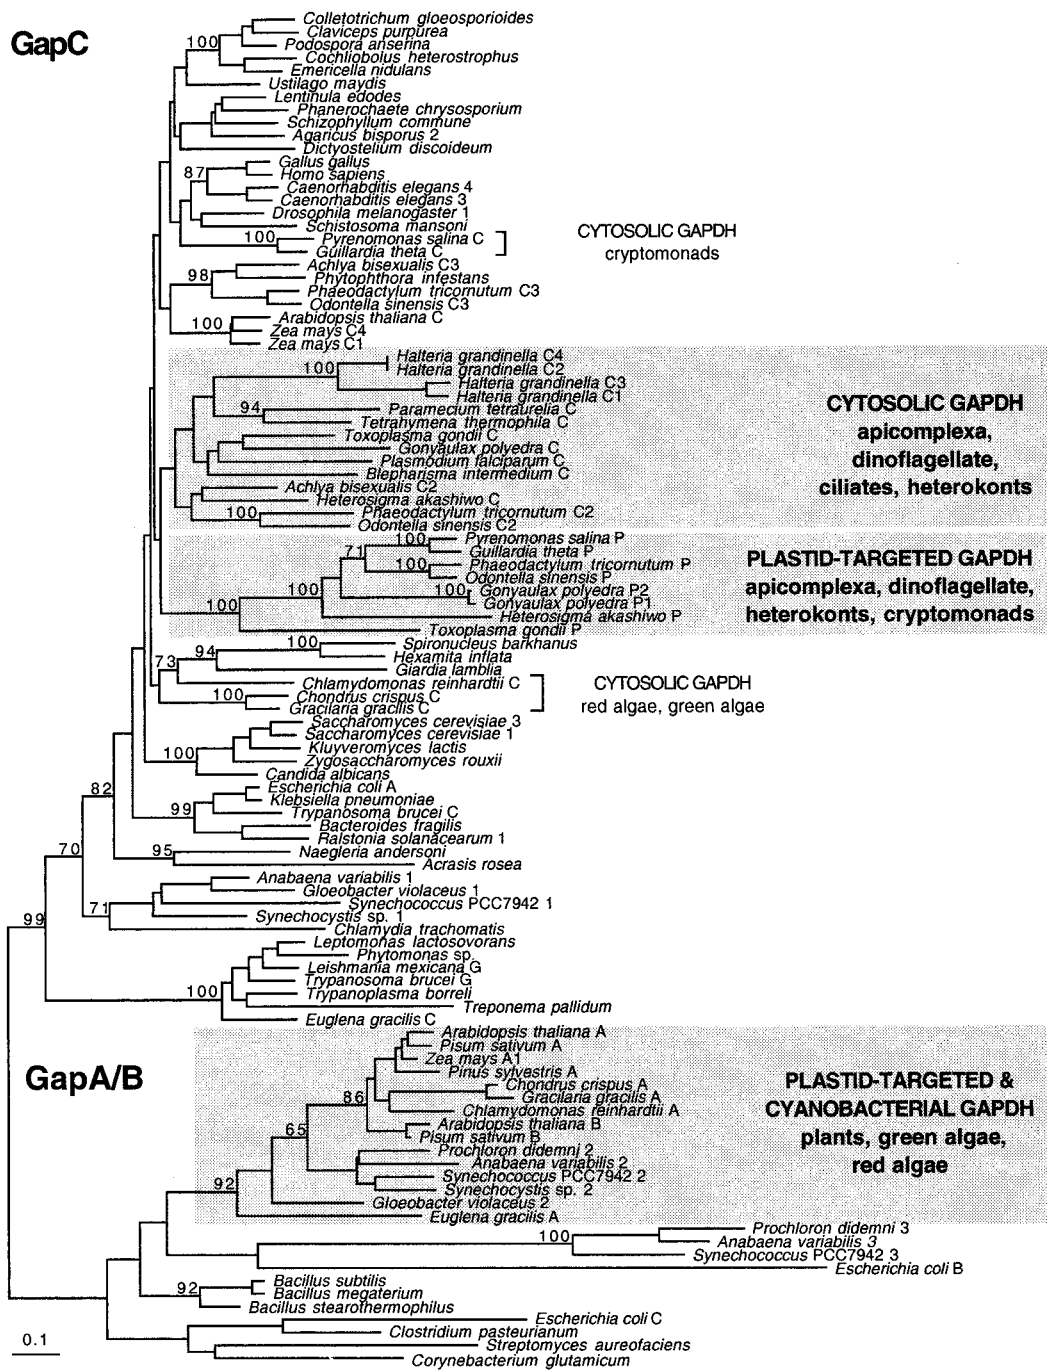 GapC
Colletotrichum gloeosporioides
Claviceps purpurea
100
Podospora anserina
Cochliobolus heterostrophus
Emericella nidulans
Ustilago maydis
Lentinula edodes
Phanerochaete chrysosporium
Schizophyllum commune
Agaricus bisporus 2
Dictyostelium discoideum
Gallus gallus
87
Homo sapiens
Caenorhabditis elegans 4
Caenorhabditis elegans 3
Drosophila melanogaster 1
Schistosoma mansoni
100
Pyrenomonas salina C
Guillardia theta C
CYTOSOLIC GAPDH
cryptomonads
Achlya bisexualis C3
98
Phytophthora infestans
Phaeodactylum tricornutum C3
Odontella sinensis C3
Arabidopsis thaliana C
100
Zea mays C4
Zea mays C1
Halteria grandinella C4
100
Halteria grandinella C2
Halteria grandinella C3
Halteria grandinella C1
94
Paramecium tetraurelia C
Tetrahymena thermophila C
Toxoplasma gondii C
Gonyaulax polyedra C
Plasmodium falciparum C
Blepharisma intermedium C
Achlya bisexualis C2
Heterosigma akashiwo C
100
Phaeodactylum tricornutum C2
Odontella sinensis C2
CYTOSOLIC GAPDH
apicomplexa,
dinoflagellate,
ciliates, heterokonts
100
Pyrenomonas salina P
71
Guillardia theta P
100
Phaeodactylum tricornutum P
Odontella sinensis P
100
100
Gonyaulax polyedra P2
Gonyaulax polyedra P1
100
Heterosigma akashiwo P
Toxoplasma gondii P
PLASTID-TARGETED GAPDH
apicomplexa, dinoflagellate,
heterokonts, cryptomonads
100
Spironucleus barkhanus
94
Hexamita inflata
73
Giardia lamblia
Chlamydomonas reinhardtii C
100
Chondrus crispus C
Gracilaria gracilis C
CYTOSOLIC GAPDH
red algae, green algae
Saccharomyces cerevisiae 3
Saccharomyces cerevisiae 1
Kluyveromyces lactis
100
Zygosaccharomyces rouxii
Candida albicans
82
Escherichia coli A
Klebsiella pneumoniae
99
Trypanosoma brucei C
Bacteroides fragilis
Ralstonia solanacearum 1
70
95
Naegleria andersoni
Acrasis rosea
Anabaena variabilis 1
Gloeobacter violaceus 1
71
Synechococcus PCC7942 1
Synechocystis sp. 1
99
Chlamydia trachomatis
Leptomonas lactosovorans
Phytomonas sp.
Leishmania mexicana G
Trypanosoma brucei G
100
Trypanoplasma borreli
Treponema pallidum
Euglena gracilis C
GapA/B
Arabidopsis thaliana A
Pisum sativum A
Zea mays A1
Pinus sylvestris A
86
Chondrus crispus A
Gracilaria gracilis A
Chlamydomonas reinhardtii A
65
Arabidopsis thaliana B
Pisum sativum B
Prochloron didemni 2
Anabaena variabilis 2
92
Synechococcus PCC7942 2
Synechocystis sp. 2
Gloeobacter violaceus 2
Euglena gracilis A
PLASTID-TARGETED &
CYANOBACTERIAL GAPDH
plants, green algae,
red algae
100
Prochloron didemni 3
Anabaena variabilis 3
Synechococcus PCC7942 3
Escherichia coli B
92
Bacillus subtilis
Bacillus megaterium
Bacillus stearothermophilus
Escherichia coli C
Clostridium pasteurianum
Streptomyces aureofaciens
Corynebacterium glutamicum
0.1